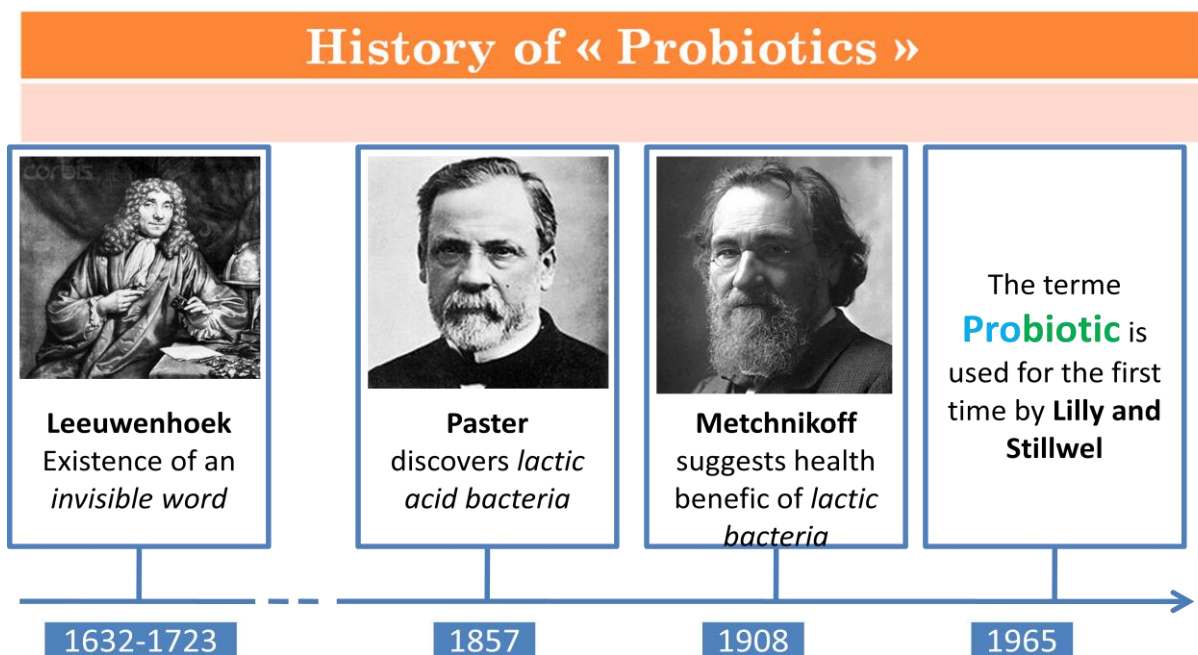 History of « Probiotics »
corbis
Leeuwenhoek
Existence of an
invisible word
Paster
discovers lactic
acid bacteria
Metchnikoff
suggests health
benefic of lactic
bacteria
The terme
Probiotic is
used for the first
time by Lilly and
Stillwel
1632-1723
1857
1908
1965